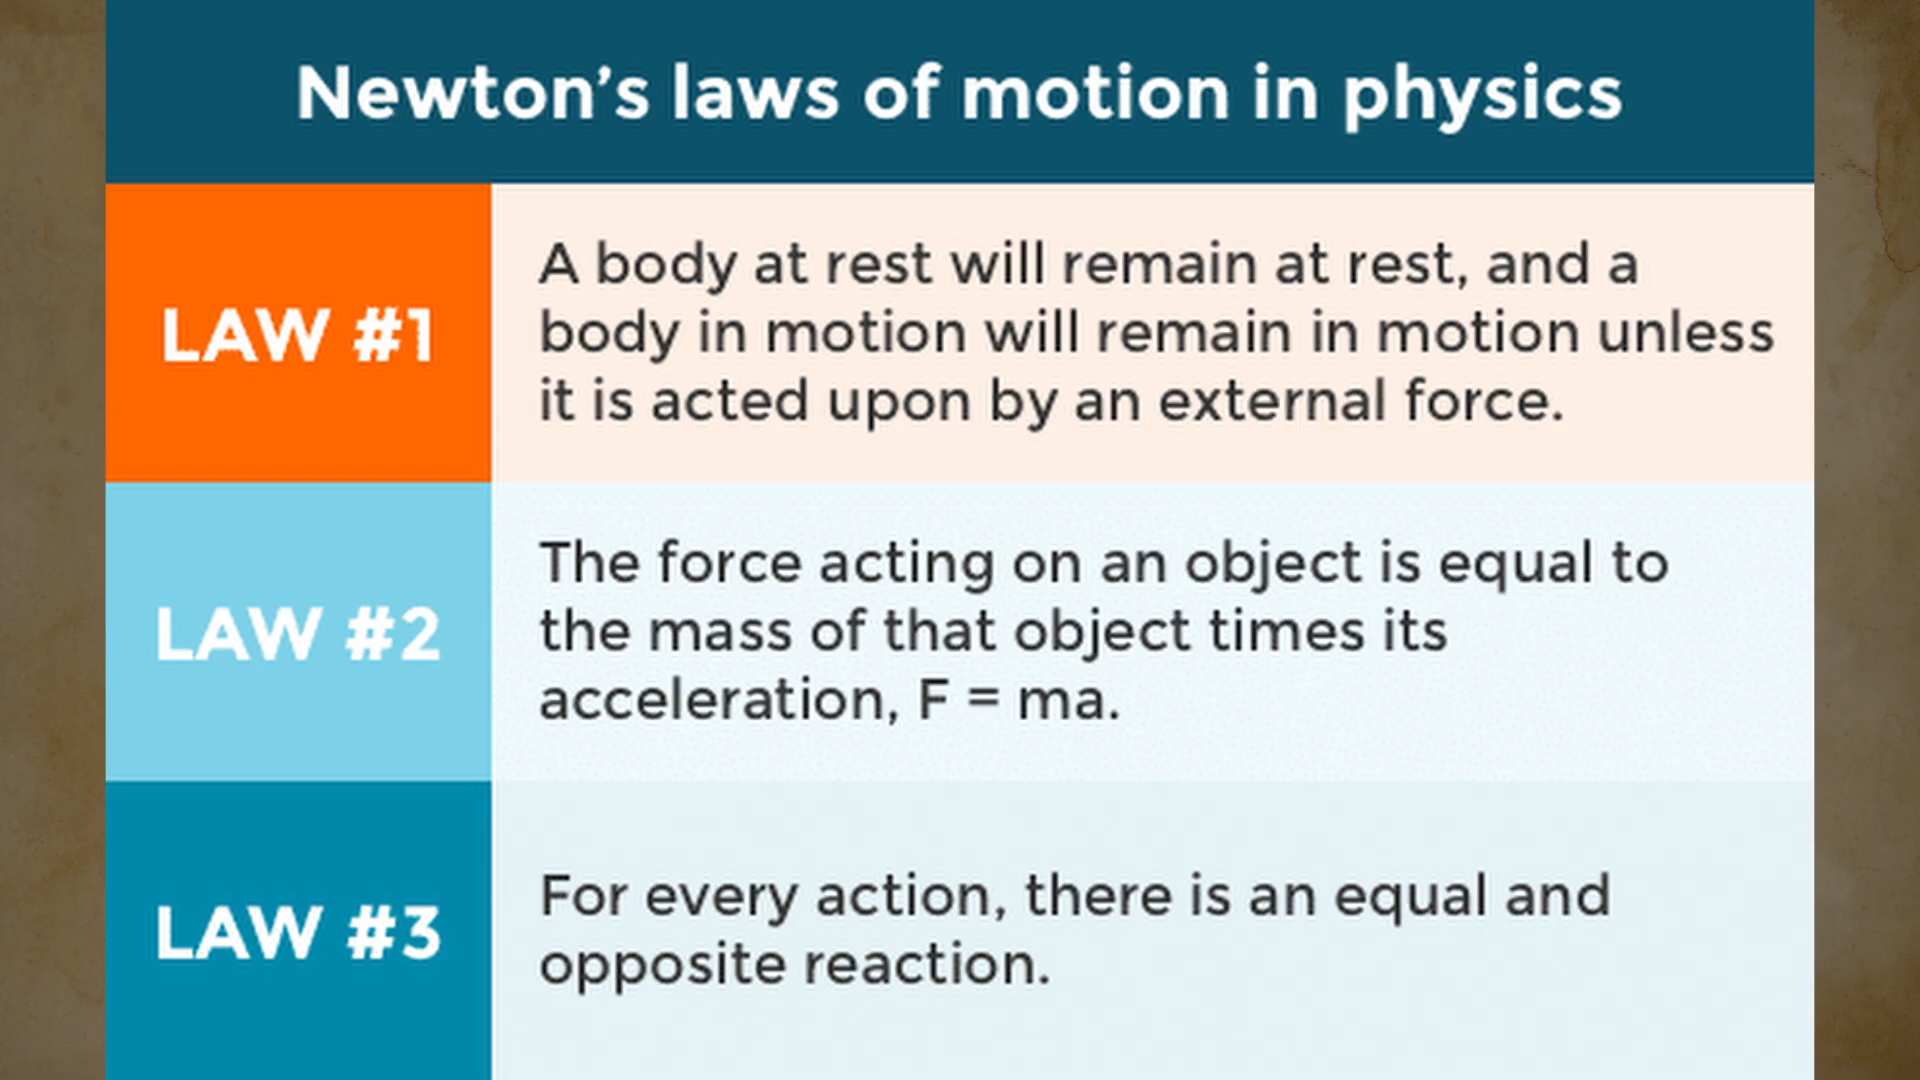 Newton’s laws of motion in physics
LAW #1
A body at rest will remain at rest, and a
body in motion will remain in motion unless
it is acted upon by an external force.
LAW #2
The force acting on an object is equal to
the mass of that object times its
acceleration, F = ma.
LAW #3
For every action, there is an equal and
opposite reaction.